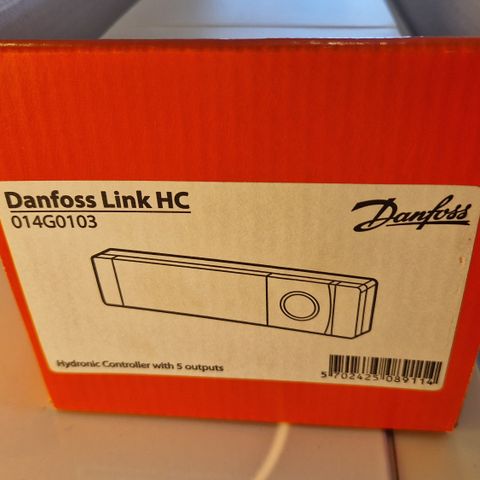 Danfoss Link HC
014G0103
Danfoss
Hydronic Controller with 5 outputs
5 702425 089114